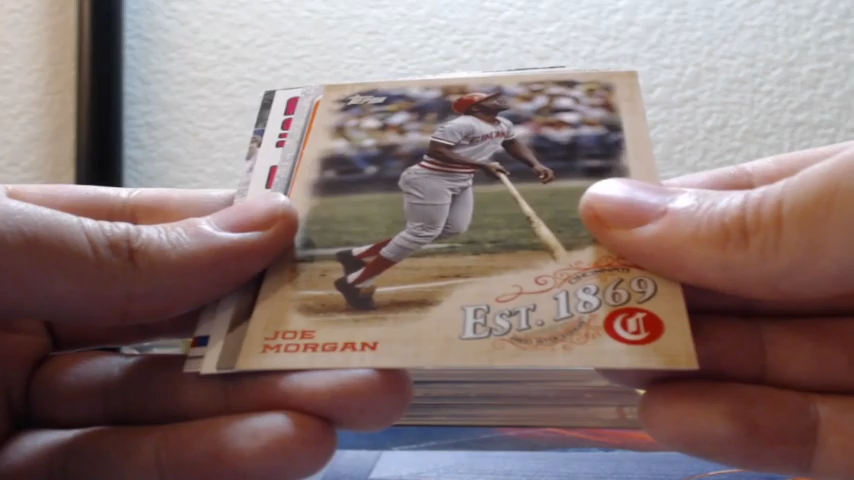 Topps
CINCINNATI
EST. 1869
C
JOE
MORGAN